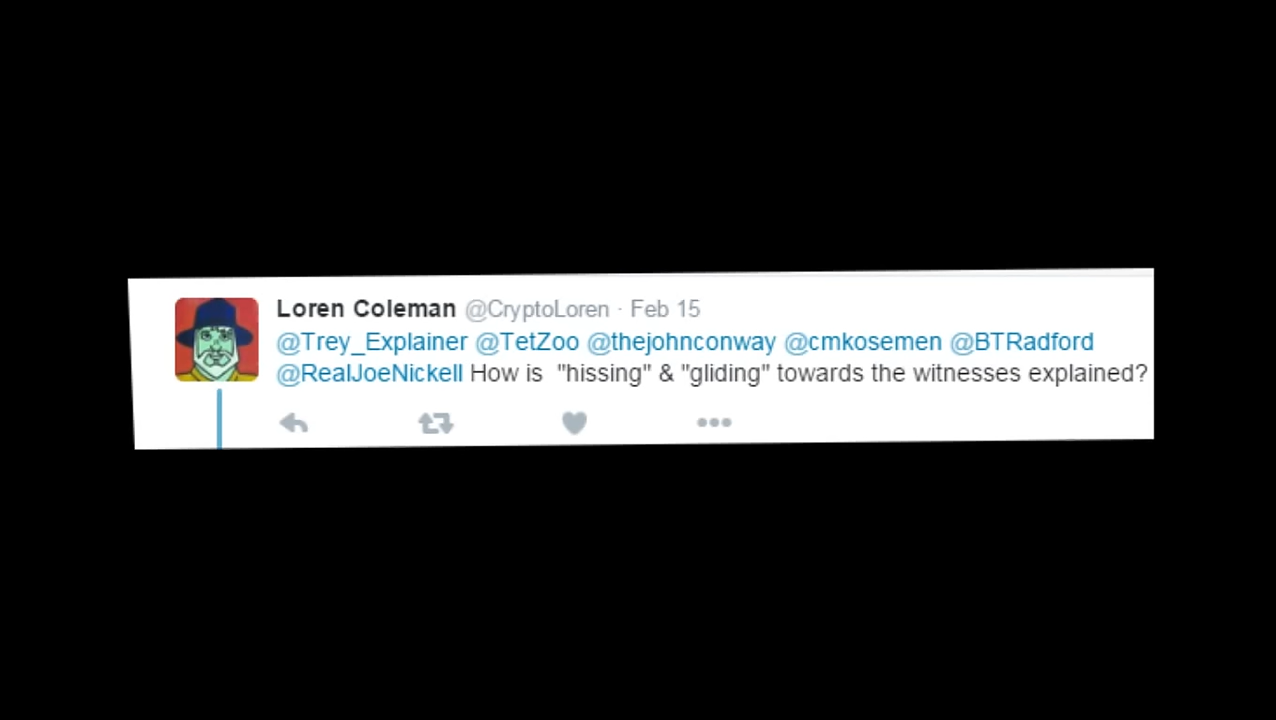 Loren Coleman @CryptoLoren · Feb 15
@Trey_Explainer @TetZoo @thejohnconway @cmkosemen @BTRadford
@RealJoeNickell How is "hissing" & "gliding" towards the witnesses explained?